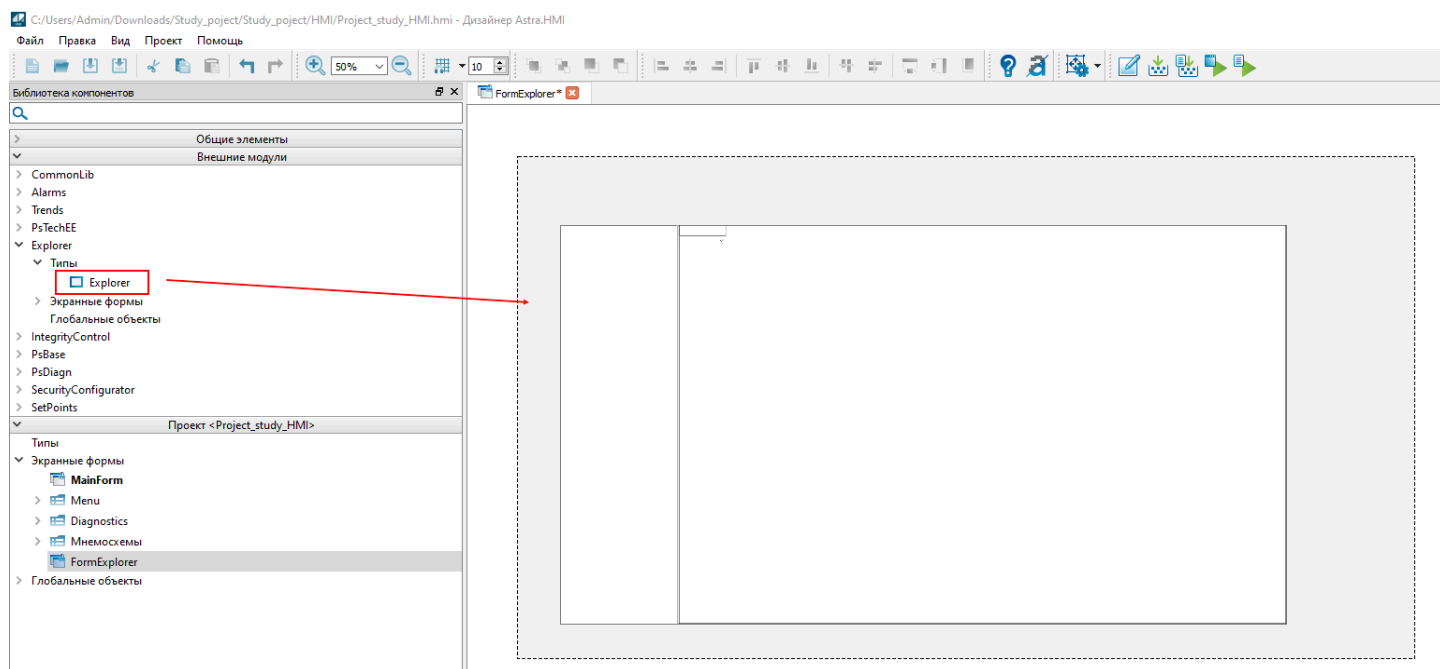 C:/Users/Admin/Downloads/Study_poject/Study_poject/HMI/Project_study_HMI.hmi - Дизайнер Astra.HMI
Файл Правка Вид Проект Помощь
50% 10
Библиотека компонентов
FormExplorer*
Общие элементы
Внешние модули
CommonLib
Alarms
Trends
PsTechEE
Explorer
Типы
Explorer
Экранные формы
Глобальные объекты
IntegrityControl
PsBase
PsDiagn
SecurityConfigurator
SetPoints
Проект <Project_study_HMI>
Типы
Экранные формы
MainForm
Menu
Diagnostics
Мнемосхемы
FormExplorer
Глобальные объекты